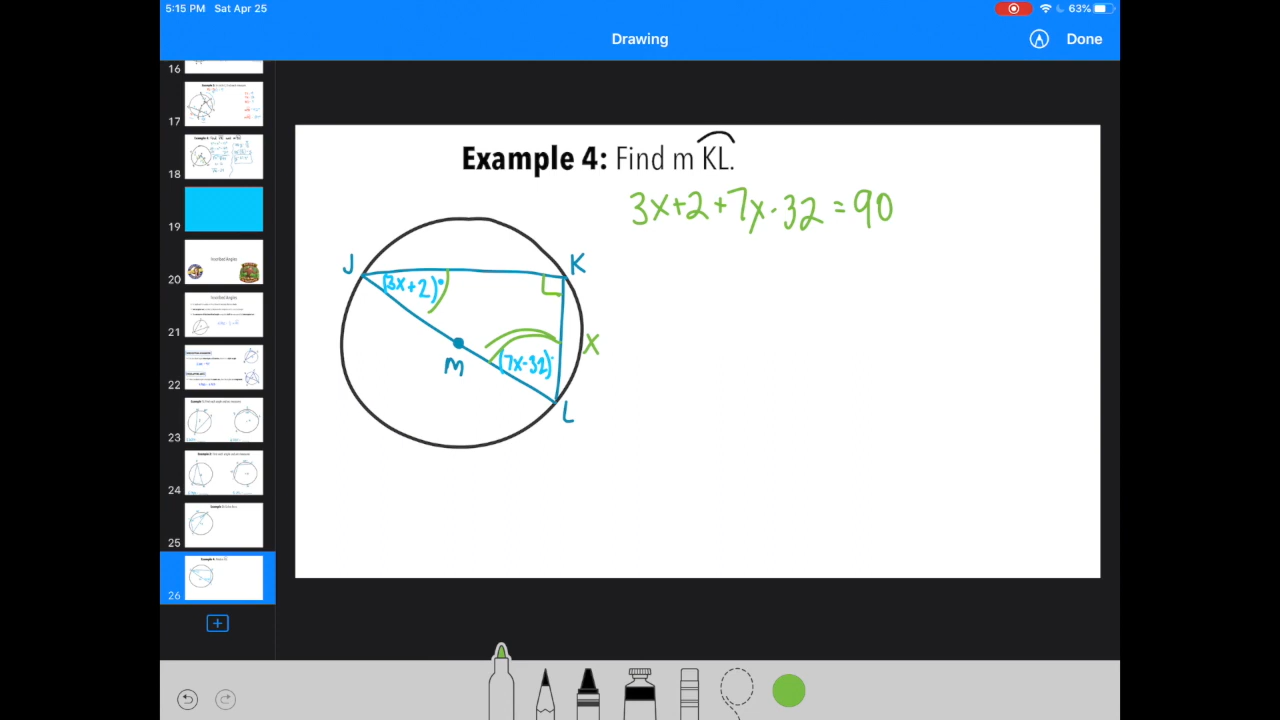 5:15 PM Sat Apr 25
63%
Drawing
Done
16
17
18
19
20
21
22
23
24
25
26
Example 4: Find m KL.
3x+2+7x-32=90
J
K
(3x+2)°
X
M
(7x-32)°
L